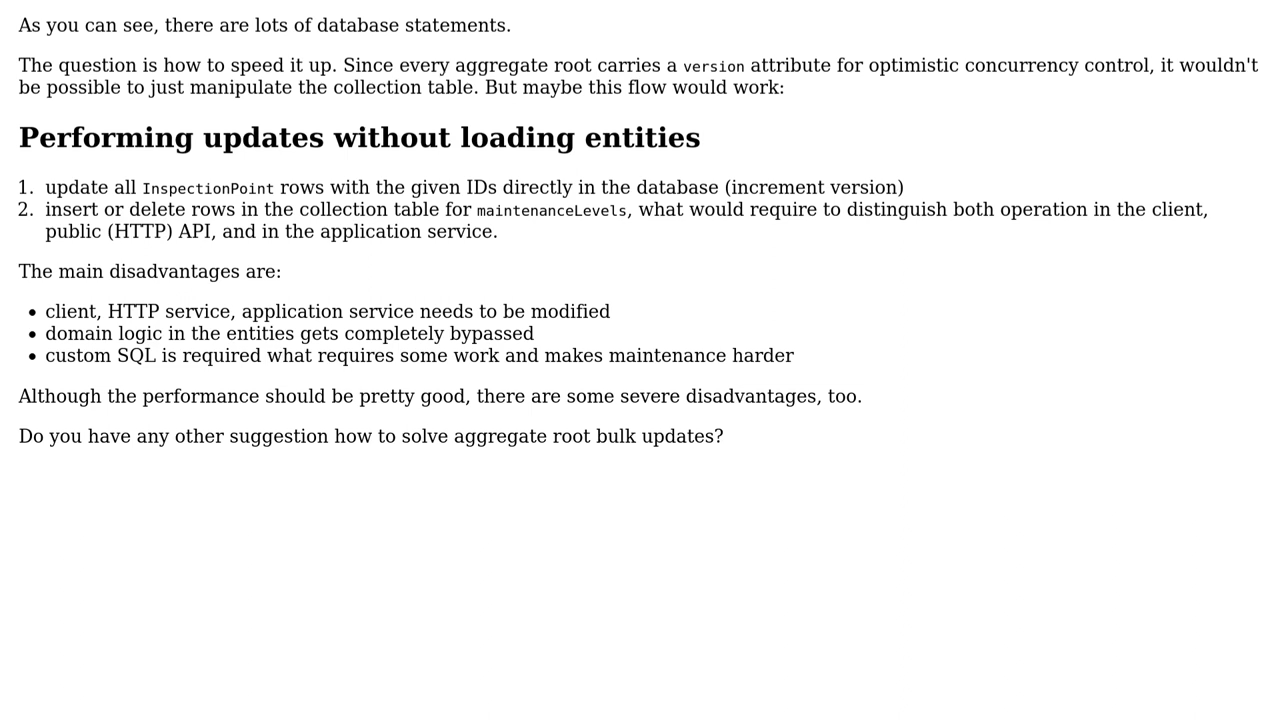 As you can see, there are lots of database statements.
The question is how to speed it up. Since every aggregate root carries a version attribute for optimistic concurrency control, it wouldn't
be possible to just manipulate the collection table. But maybe this flow would work:
Performing updates without loading entities
1. update all InspectionPoint rows with the given IDs directly in the database (increment version)
2. insert or delete rows in the collection table for maintenanceLevels, what would require to distinguish both operation in the client,
public (HTTP) API, and in the application service.
The main disadvantages are:
• client, HTTP service, application service needs to be modified
• domain logic in the entities gets completely bypassed
• custom SQL is required what requires some work and makes maintenance harder
Although the performance should be pretty good, there are some severe disadvantages, too.
Do you have any other suggestion how to solve aggregate root bulk updates?